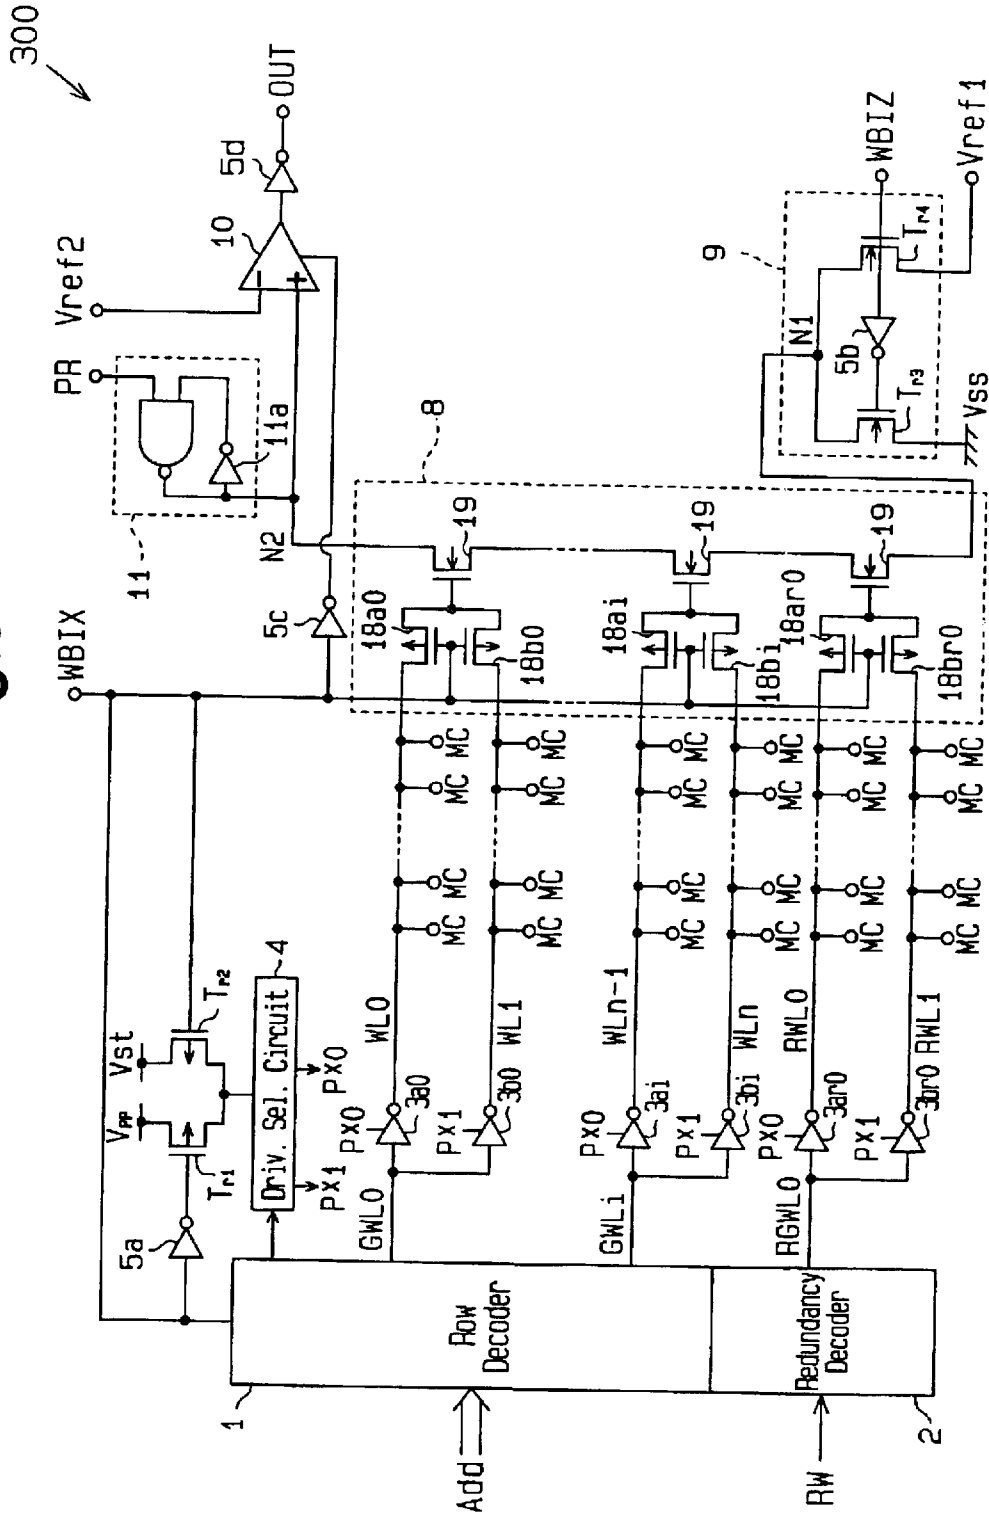 300
WBIX
PR
Vref2
5d
OUT
10
11
11a
N2
5c
8
VPP
Vst
Tr1
Tr2
5a
4
Driv. Sel. Circuit
PX1
PX0
1
Row
Decoder
Add
2
Redundancy
Decoder
RW
GWL0
PX0
3a0
WL0
MC
MC
MC
MC
18a0
19
PX1
3b0
WL1
MC
MC
MC
MC
18b0
GWLi
PX0
3ai
WLn-1
MC
MC
MC
MC
18ai
19
PX1
3bi
WLn
MC
MC
MC
MC
18bi
RGWL0
PX0
3ar0
RWL0
MC
MC
MC
MC
18ar0
19
PX1
3br0
RWL1
MC
MC
MC
MC
18br0
9
N1
5b
Tr3
Tr4
Vss
WBIZ
Vref1
-
+